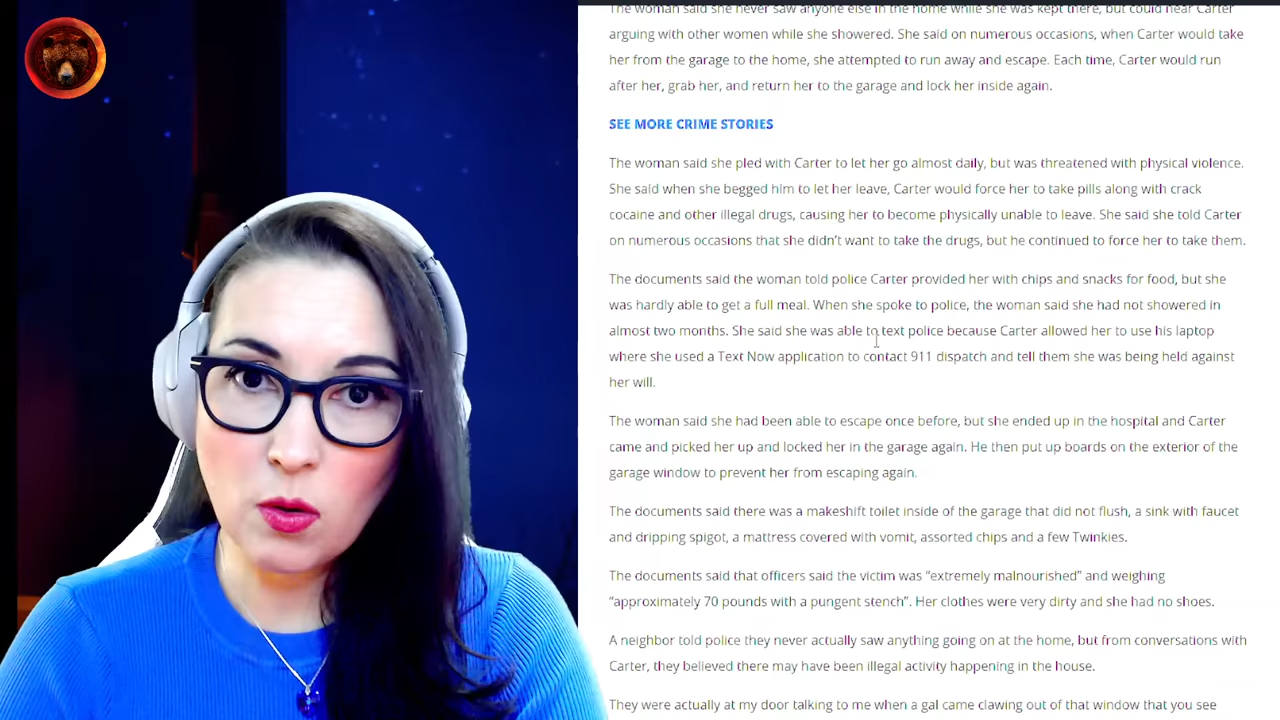 The woman said she never saw anyone else in the home while she was kept there, but could hear Carter
arguing with other women while she showered. She said on numerous occasions, when Carter would take
her from the garage to the home, she attempted to run away and escape. Each time, Carter would run
after her, grab her, and return her to the garage and lock her inside again.
SEE MORE CRIME STORIES
The woman said she pled with Carter to let her go almost daily, but was threatened with physical violence.
She said when she begged him to let her leave, Carter would force her to take pills along with crack
cocaine and other illegal drugs, causing her to become physically unable to leave. She said she told Carter
on numerous occasions that she didn’t want to take the drugs, but he continued to force her to take them.
The documents said the woman told police Carter provided her with chips and snacks for food, but she
was hardly able to get a full meal. When she spoke to police, the woman said she had not showered in
almost two months. She said she was able to text police because Carter allowed her to use his laptop
where she used a Text Now application to contact 911 dispatch and tell them she was being held against
her will.
The woman said she had been able to escape once before, but she ended up in the hospital and Carter
came and picked her up and locked her in the garage again. He then put up boards on the exterior of the
garage window to prevent her from escaping again.
The documents said there was a makeshift toilet inside of the garage that did not flush, a sink with faucet
and dripping spigot, a mattress covered with vomit, assorted chips and a few Twinkies.
The documents said that officers said the victim was “extremely malnourished” and weighing
“approximately 70 pounds with a pungent stench”. Her clothes were very dirty and she had no shoes.
A neighbor told police they never actually saw anything going on at the home, but from conversations with
Carter, they believed there may have been illegal activity happening in the house.
They were actually at my door talking to me when a gal came clawing out of that window that you see